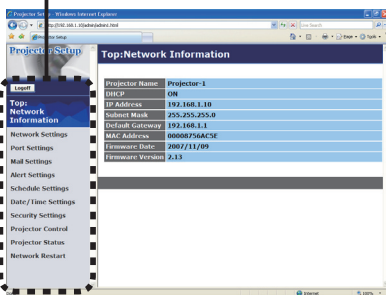 Projector Setup - Windows Internet Explorer
Live Search
Projector Setup
Projector Setup
Logoff
Top:
Network
Information
Network Settings
Port Settings
Mail Settings
Alert Settings
Schedule Settings
Date/Time Settings
Security Settings
Projector Control
Projector Status
Network Restart
Top:Network Information
Projector Name Projector-1
DHCP ON
IP Address 192.168.1.10
Subnet Mask 255.255.255.0
Default Gateway 192.168.1.1
MAC Address 00008756AC5E
Firmware Date 2007/11/09
Firmware Version 2.13
Internet
100%